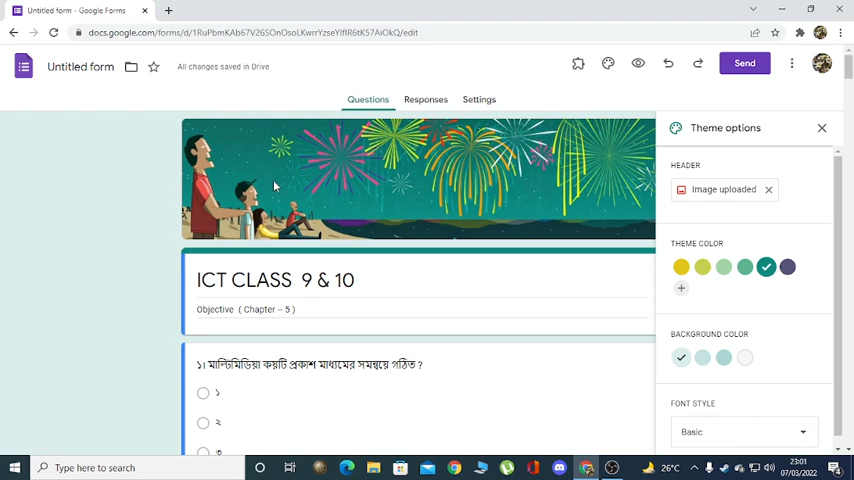 Untitled form - Google Forms
docs.google.com/forms/d/1RuPbmKAb67V26SOnOsoLKwrrYzseYlflR6tK57AiOkQ/edit
Untitled form
All changes saved in Drive
Send
Questions
Responses
Settings
Theme options
HEADER
Image uploaded
THEME COLOR
BACKGROUND COLOR
FONT STYLE
Basic
ICT CLASS 9 & 10
Objective ( Chapter – 5 )
১। মাল্টিমিডিয়া কয়টি প্রকাশ মাধ্যমের সমন্বয়ে গঠিত ?
১
২
৩
Type here to search
26°C
23:01
07/03/2022